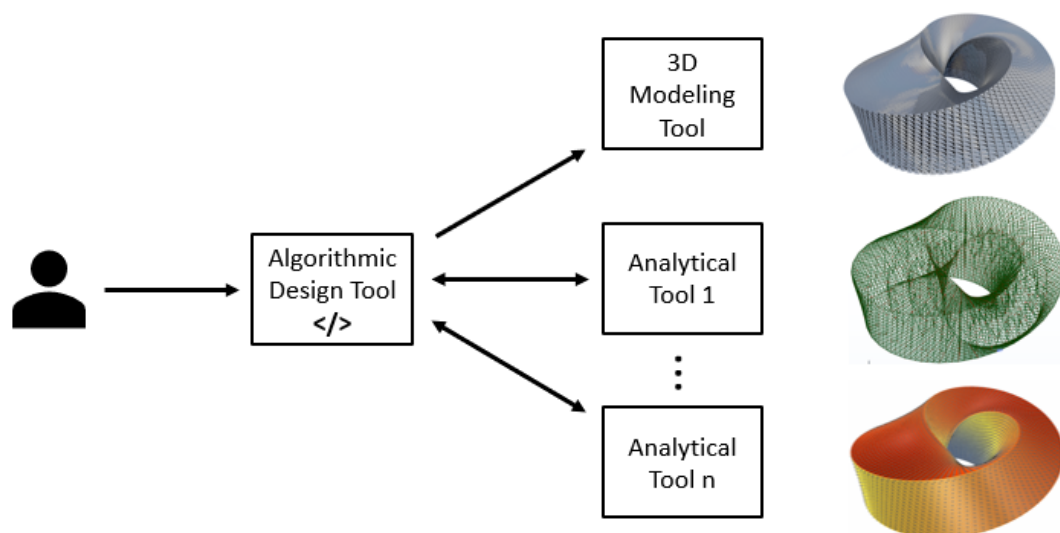 3D
Modeling
Tool
Algorithmic
Design Tool
</>
Analytical
Tool 1
⋮
Analytical
Tool n